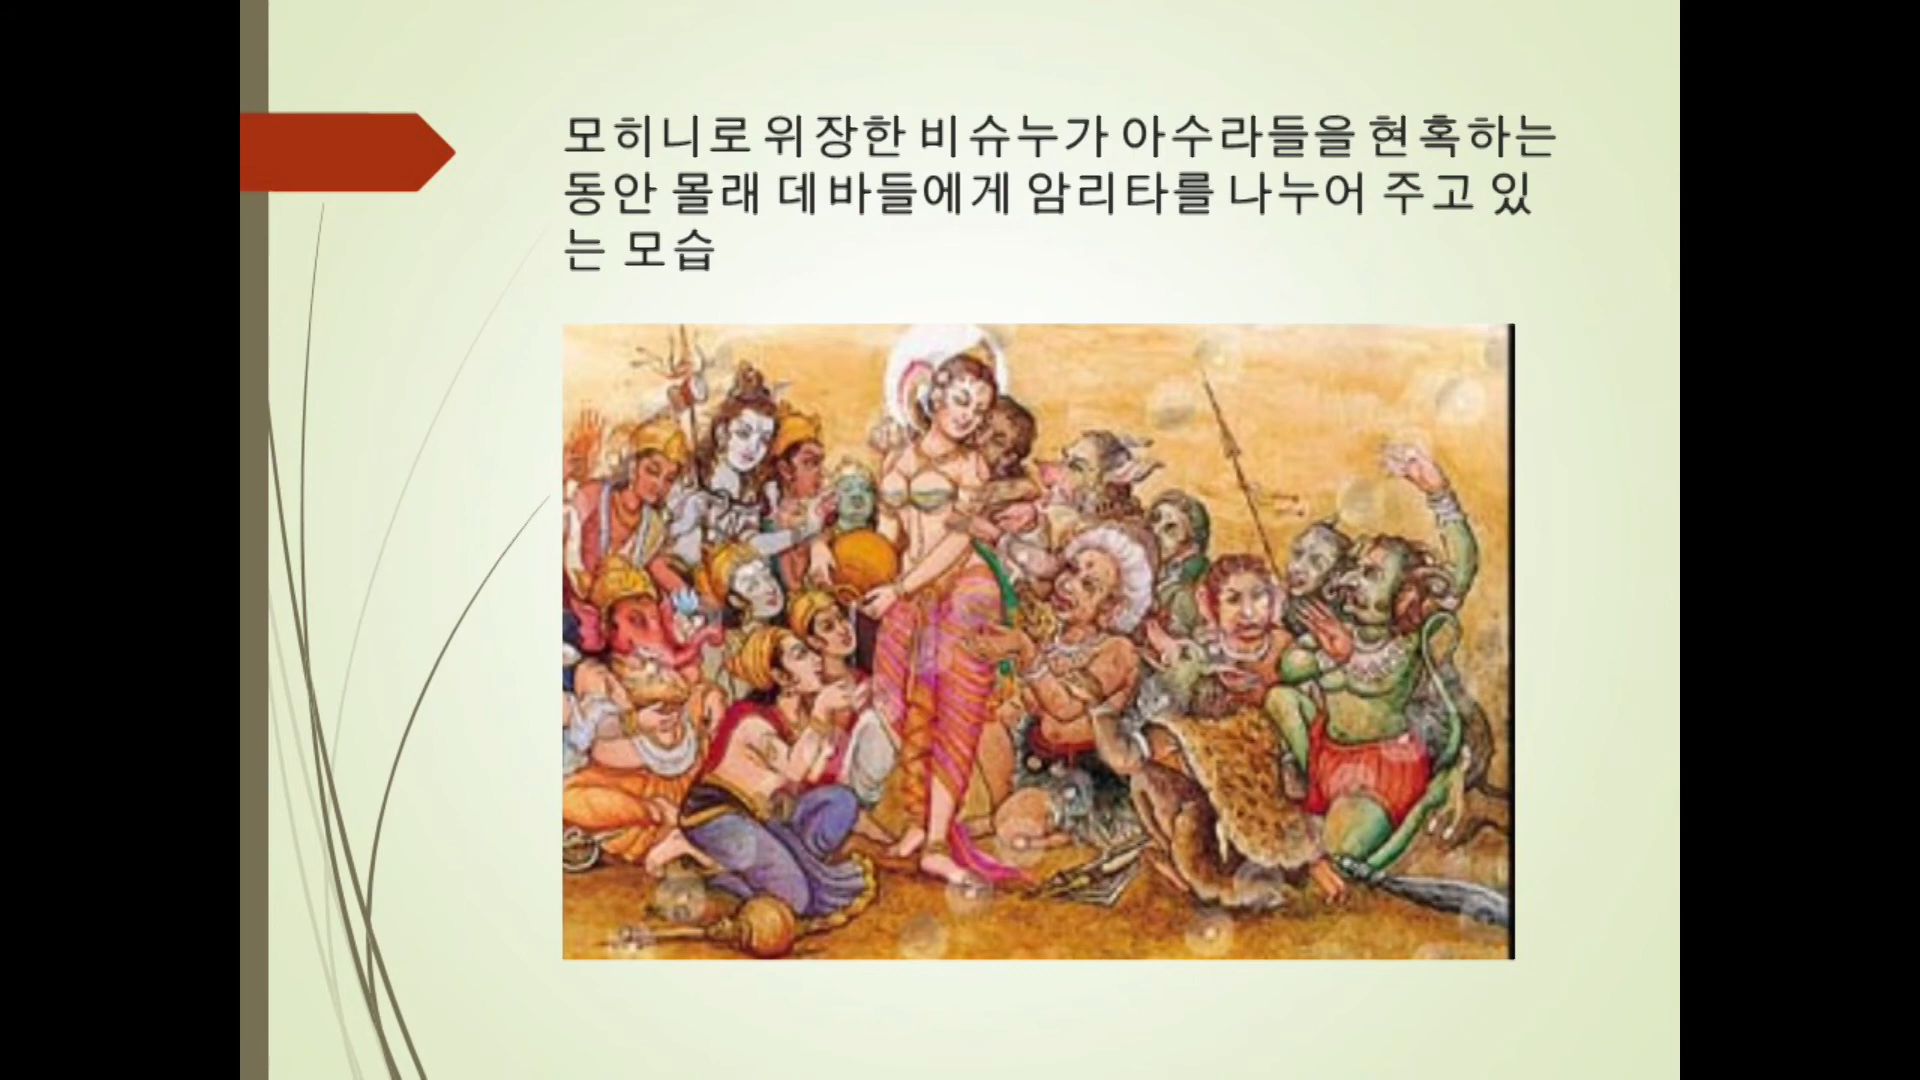 모히니로 위장한 비슈누가 아수라들을 현혹하는
동안 몰래 데바들에게 암리타를 나누어 주고 있
는 모습